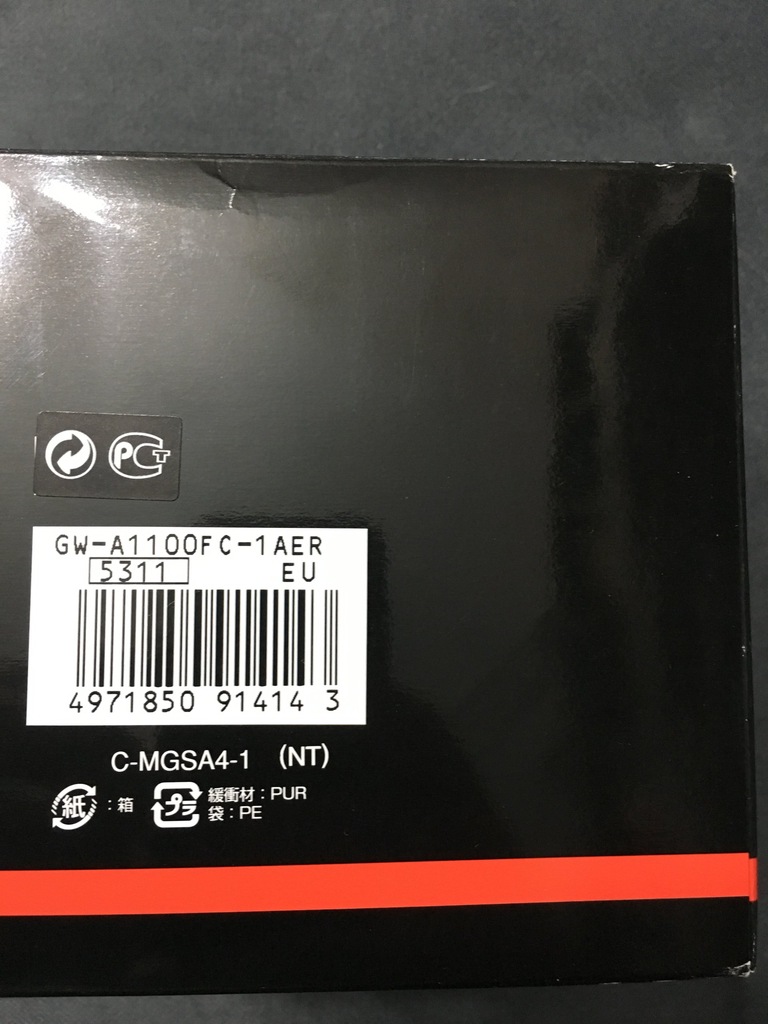 PCT
GW-A1100FC-1AER
5311 EU
4971850 91414 3
C-MGSA4-1 (NT)
紙 : 箱
プラ 緩衝材 : PUR
袋 : PE